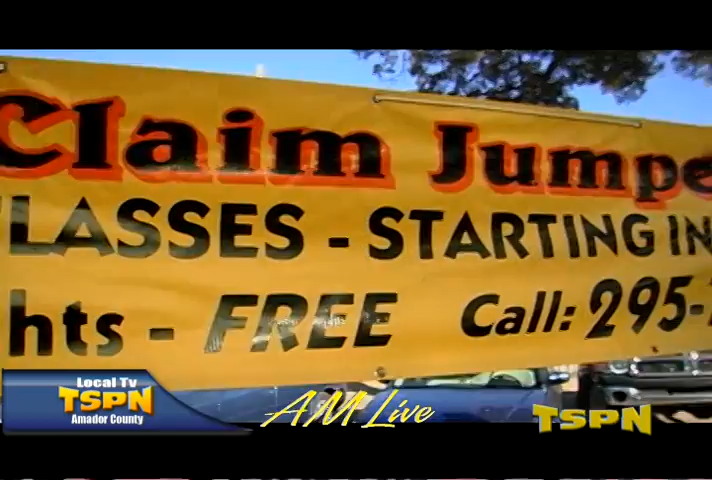 Claim Jumpe
LASSES - STARTING IN
hts - FREE Call: 295-
Local Tv
TSPN
Amador County
AM Live
TSPN